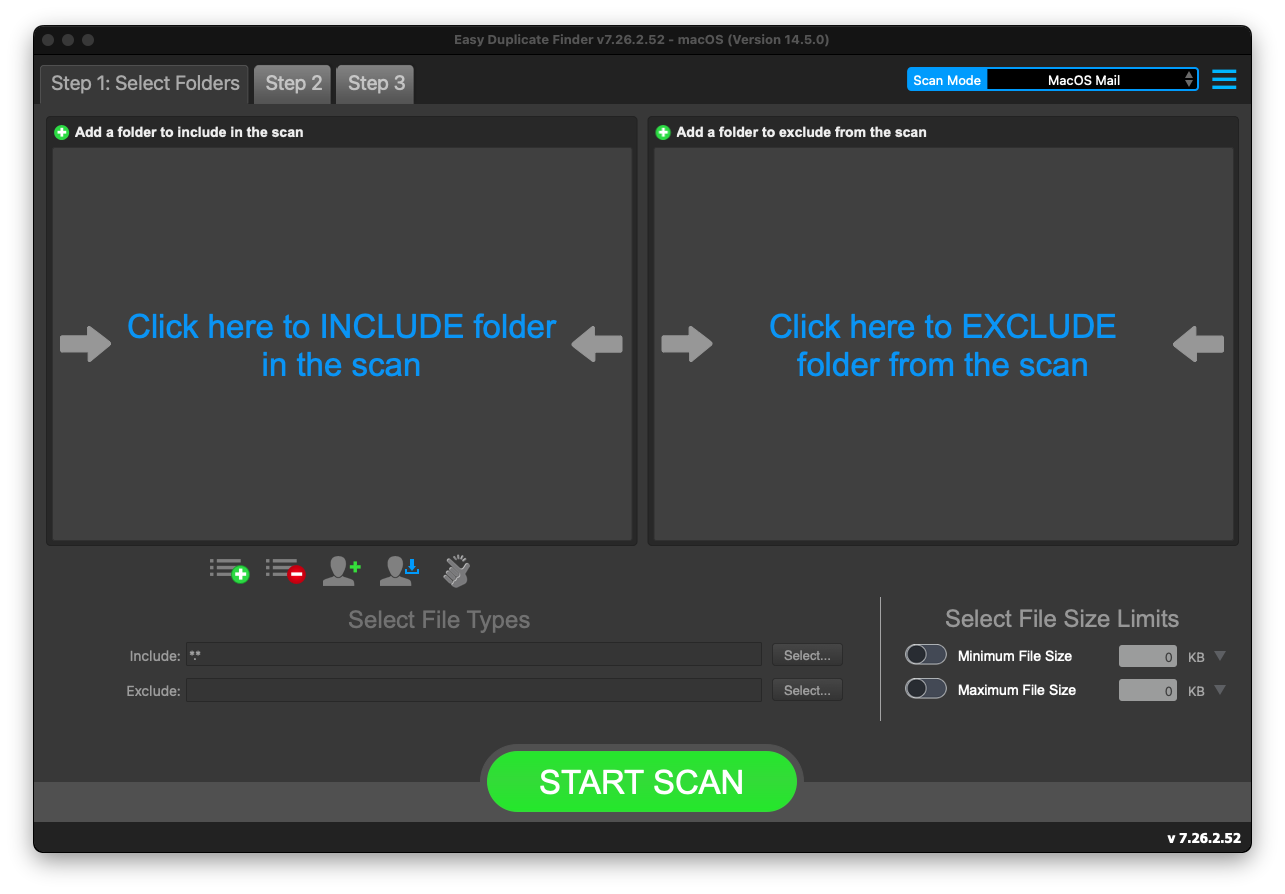 Easy Duplicate Finder v7.26.2.52 - macOS (Version 14.5.0)
Step 1: Select Folders
Step 2
Step 3
Scan Mode
MacOS Mail
Add a folder to include in the scan
Add a folder to exclude from the scan
Click here to INCLUDE folder
in the scan
Click here to EXCLUDE
folder from the scan
Select File Types
Include:
*.*
Select...
Exclude:
Select...
Select File Size Limits
Minimum File Size
0
KB
Maximum File Size
0
KB
START SCAN
v 7.26.2.52